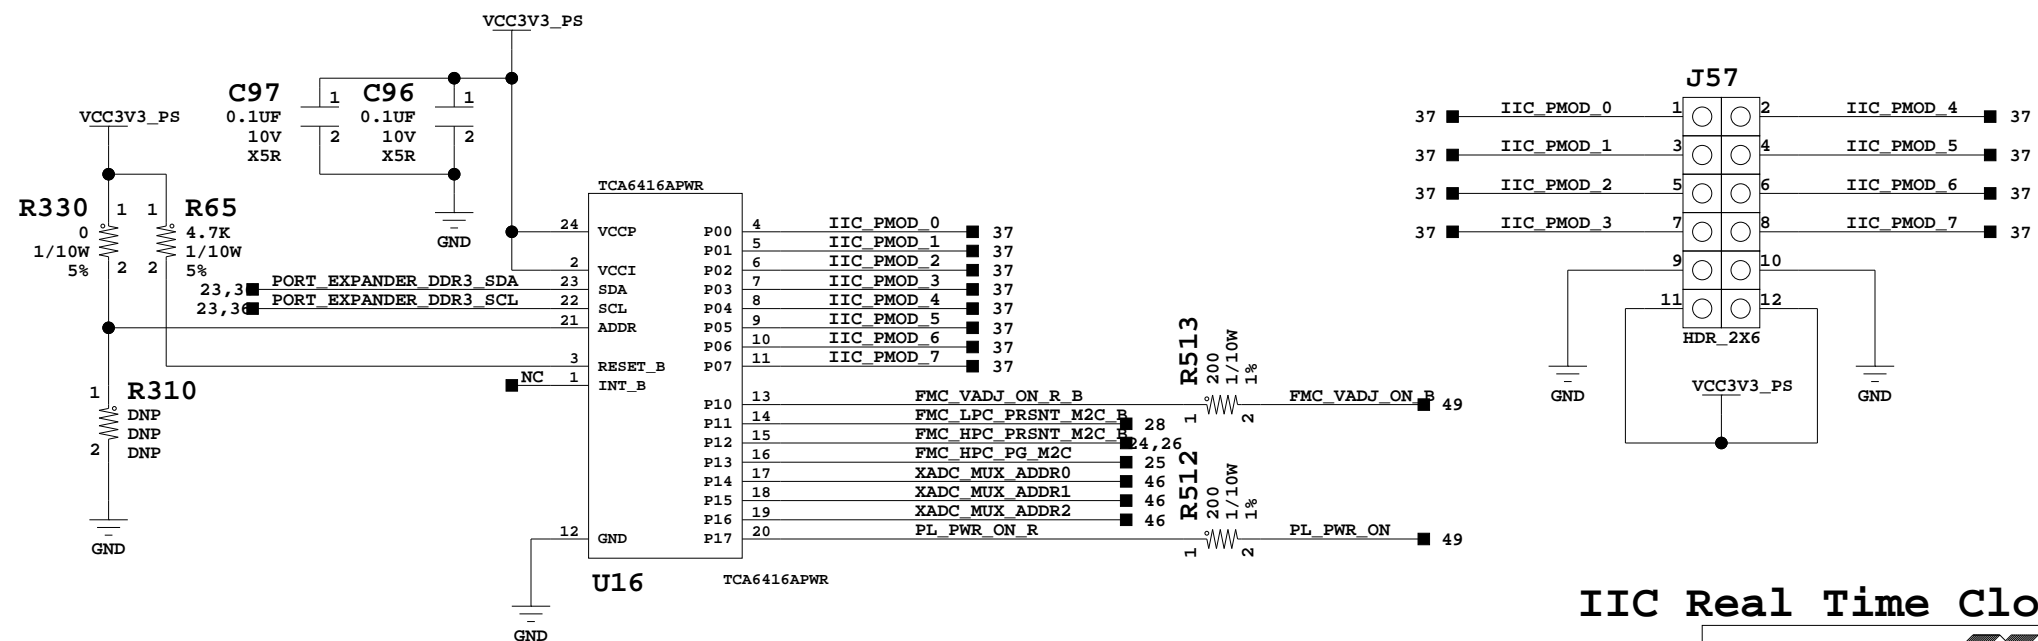 VCC3V3_PS
C97
0.1UF
10V
X5R
1
2
C96
0.1UF
10V
X5R
1
2
GND
VCC3V3_PS
R330
0
1/10W
5%
1
2
R65
4.7K
1/10W
5%
1
2
23,3
PORT_EXPANDER_DDR3_SDA
23,36
PORT_EXPANDER_DDR3_SCL
R310
DNP
DNP
DNP
1
2
GND
NC
TCA6416APWR
24 VCCP
2 VCCI
23 SDA
22 SCL
21 ADDR
3 RESET_B
1 INT_B
12 GND
GND
U16
TCA6416APWR
P00 4 IIC_PMOD_0 37
P01 5 IIC_PMOD_1 37
P02 6 IIC_PMOD_2 37
P03 7 IIC_PMOD_3 37
P04 8 IIC_PMOD_4 37
P05 9 IIC_PMOD_5 37
P06 10 IIC_PMOD_6 37
P07 11 IIC_PMOD_7 37
P10 13 FMC_VADJ_ON_R_B
P11 14 FMC_LPC_PRSNT_M2C_B 28
P12 15 FMC_HPC_PRSNT_M2C_B 24,26
P13 16 FMC_HPC_PG_M2C 25
P14 17 XADC_MUX_ADDR0 46
P15 18 XADC_MUX_ADDR1 46
P16 19 XADC_MUX_ADDR2 46
P17 20 PL_PWR_ON_R
R513
200
1/10W
1%
1
2
FMC_VADJ_ON_B 49
R512
200
1/10W
1%
1
2
PL_PWR_ON 49
J57
37 IIC_PMOD_0 1 2 IIC_PMOD_4 37
37 IIC_PMOD_1 3 4 IIC_PMOD_5 37
37 IIC_PMOD_2 5 6 IIC_PMOD_6 37
37 IIC_PMOD_3 7 8 IIC_PMOD_7 37
9 10
11 12
HDR_2X6
GND
VCC3V3_PS
GND
IIC Real Time Clo